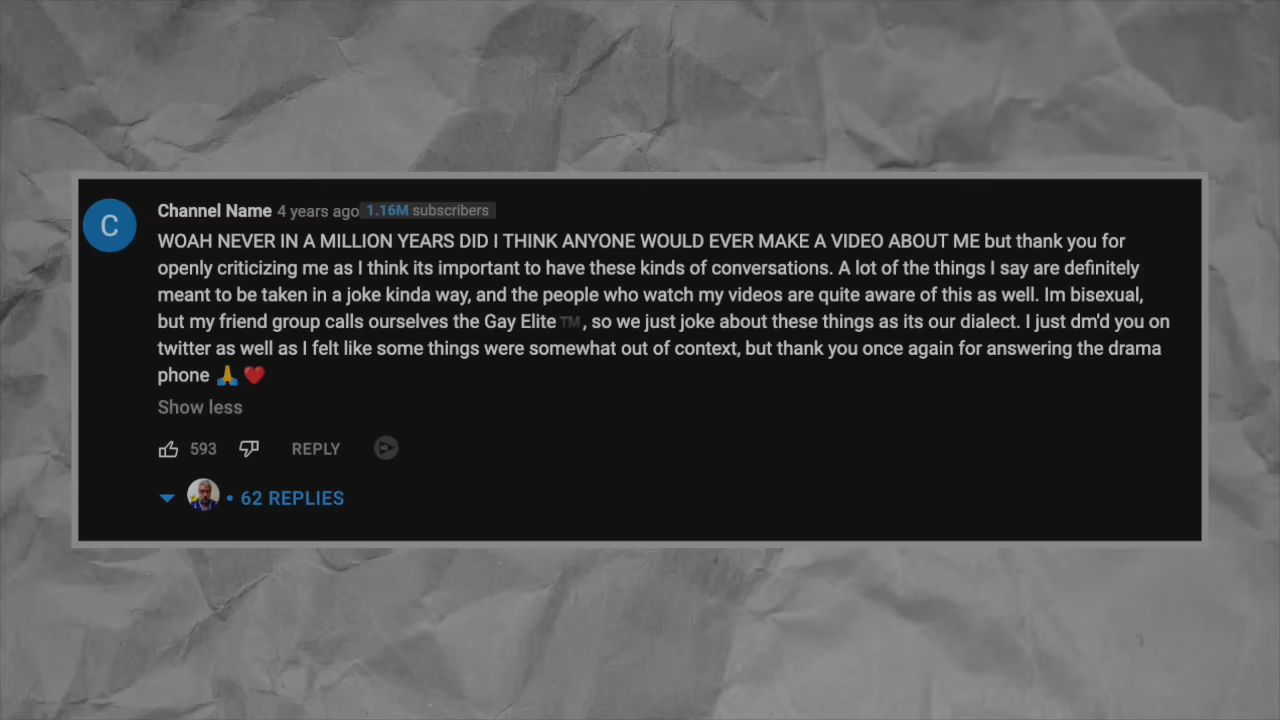 C
Channel Name 4 years ago 1.16M subscribers
WOAH NEVER IN A MILLION YEARS DID I THINK ANYONE WOULD EVER MAKE A VIDEO ABOUT ME but thank you for
openly criticizing me as I think its important to have these kinds of conversations. A lot of the things I say are definitely
meant to be taken in a joke kinda way, and the people who watch my videos are quite aware of this as well. Im bisexual,
but my friend group calls ourselves the Gay Elite™️, so we just joke about these things as its our dialect. I just dm'd you on
twitter as well as I felt like some things were somewhat out of context, but thank you once again for answering the drama
phone 🙏 ❤️
Show less
593 REPLY
• 62 REPLIES